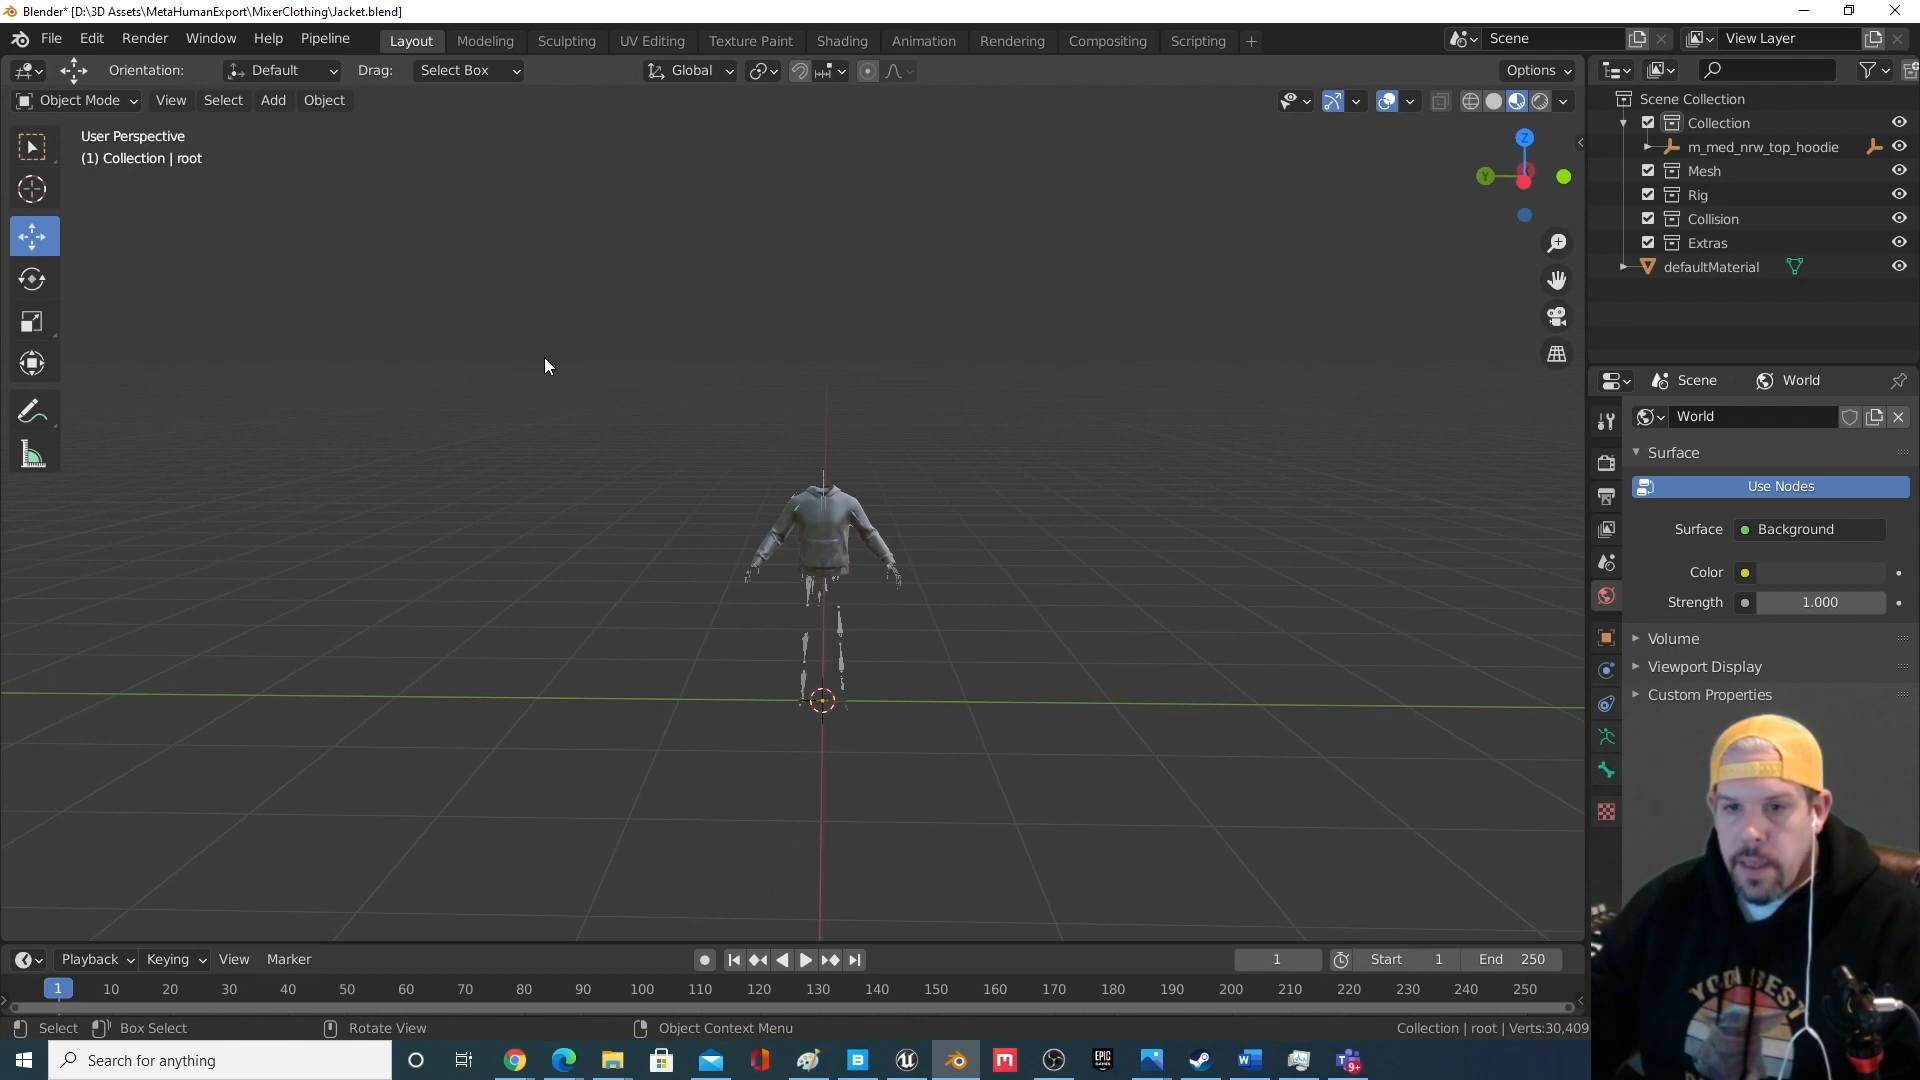 Blender* [D:\3D Assets\MetaHumanExport\MixerClothing\Jacket.blend]
File Edit Render Window Help Pipeline Layout Modeling Sculpting UV Editing Texture Paint Shading Animation Rendering Compositing Scripting + Scene View Layer
Orientation: Default Drag: Select Box Global Options
Object Mode View Select Add Object
Scene Collection
Collection
m_med_nrw_top_hoodie
Mesh
Rig
Collision
Extras
defaultMaterial
User Perspective
(1) Collection | root
Z
Y
Scene World
World
Surface
Use Nodes
Surface Background
Color
Strength 1.000
Volume
Viewport Display
Custom Properties
YODA BEST
Playback Keying View Marker 1 Start 1 End 250
1 10 20 30 40 50 60 70 80 90 100 110 120 130 140 150 160 170 180 190 200 210 220 230 240 250
Select Box Select Rotate View Object Context Menu Collection | root | Verts:30,409
Search for anything
EPIC GAMES
9+